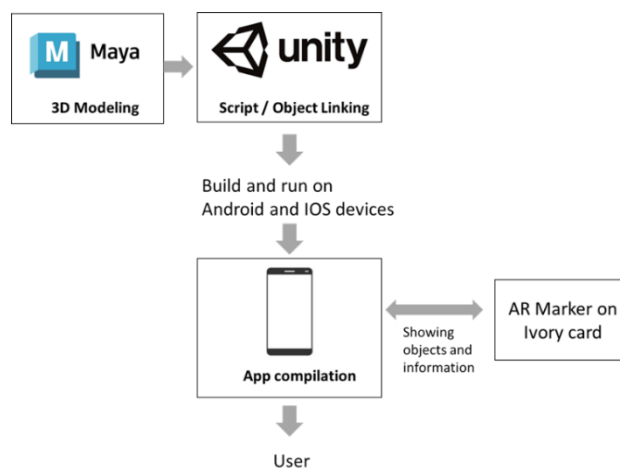 M Maya
3D Modeling
unity
Script / Object Linking
Build and run on
Android and IOS devices
App compilation
Showing
objects and
information
AR Marker on
Ivory card
User